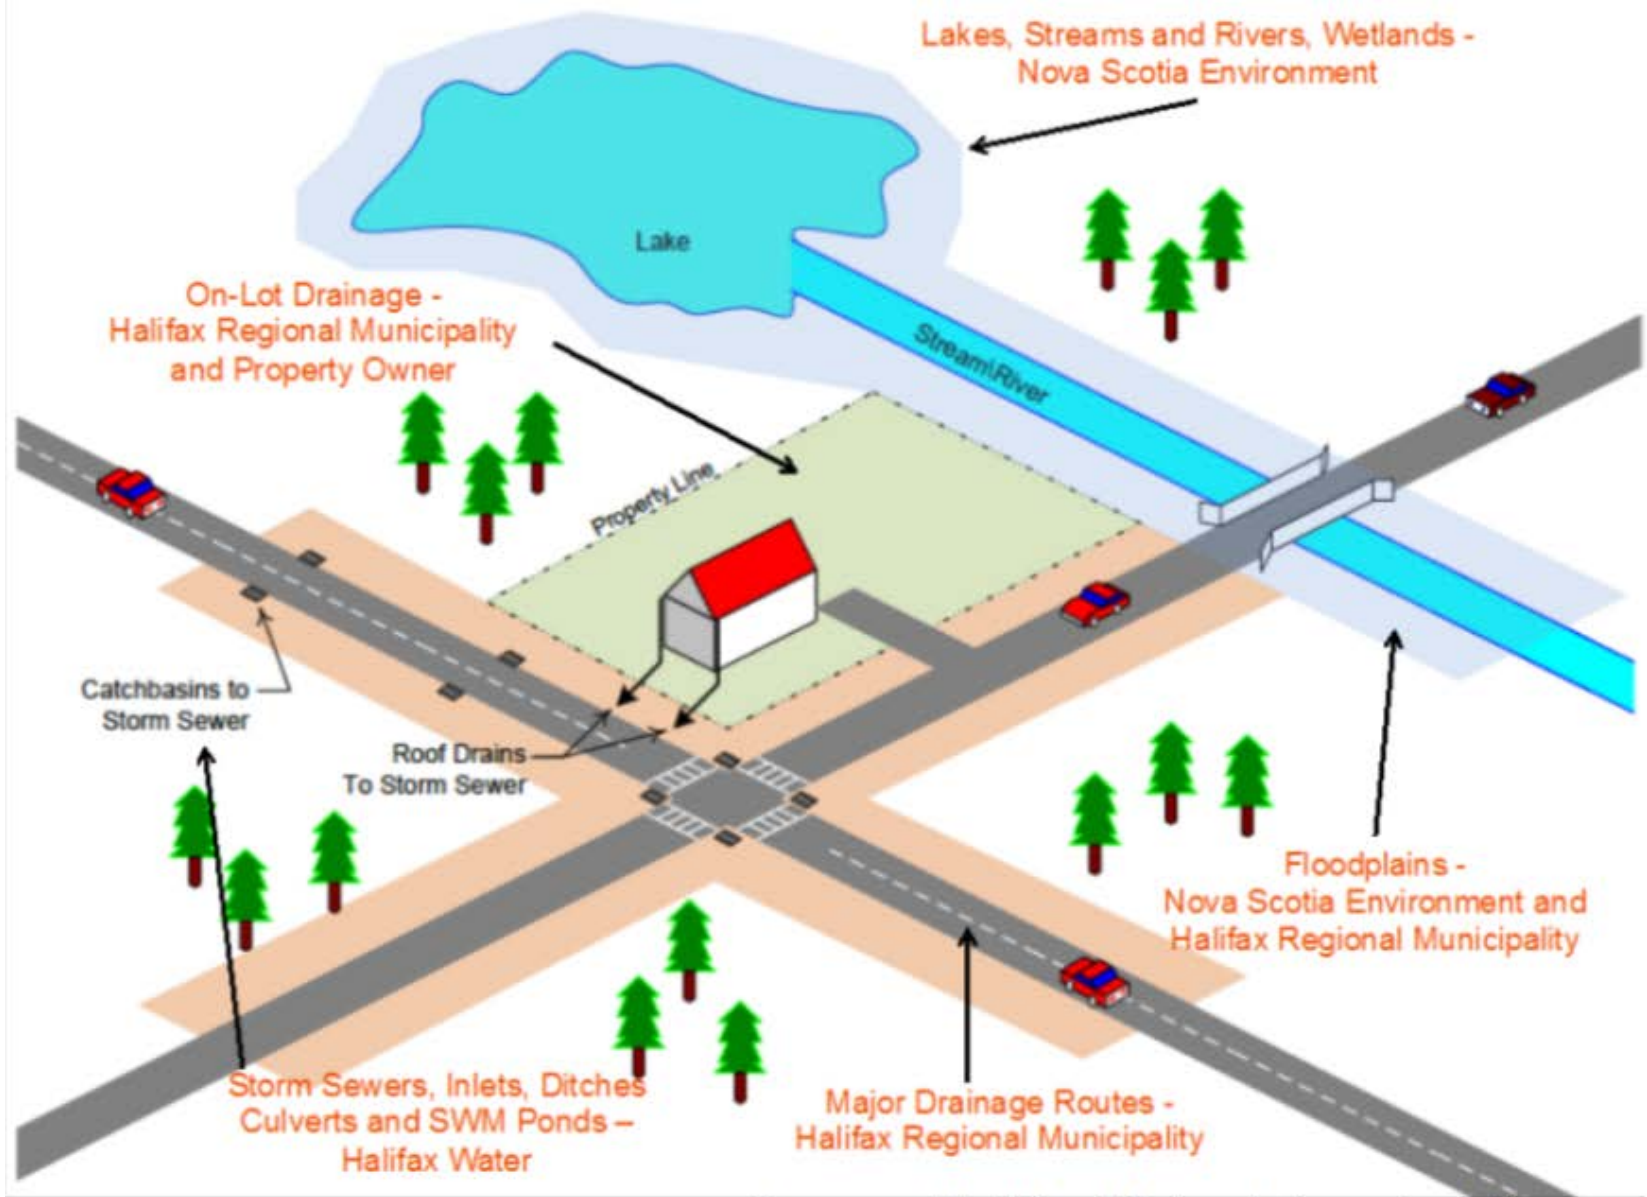 Lakes, Streams and Rivers, Wetlands -
Nova Scotia Environment
Lake
On-Lot Drainage -
Halifax Regional Municipality
and Property Owner
Stream\River
Property Line
Catchbasins to
Storm Sewer
Roof Drains
To Storm Sewer
Floodplains -
Nova Scotia Environment and
Halifax Regional Municipality
Storm Sewers, Inlets, Ditches
Culverts and SWM Ponds –
Halifax Water
Major Drainage Routes -
Halifax Regional Municipality